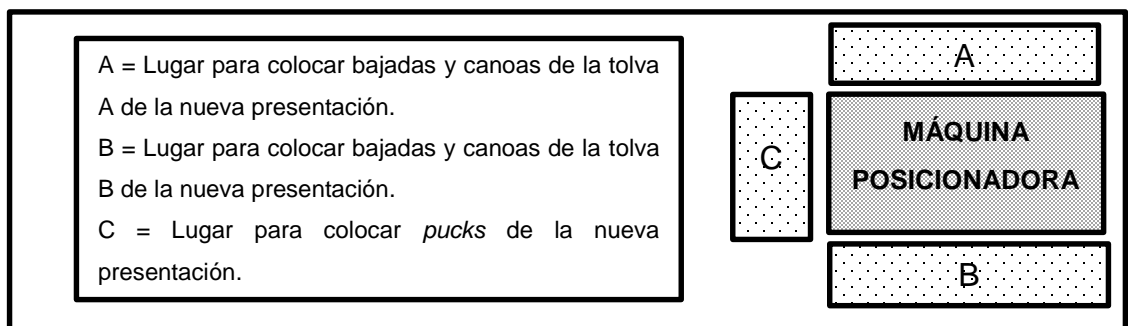 A = Lugar para colocar bajadas y canoas de la tolva
A de la nueva presentación.
B = Lugar para colocar bajadas y canoas de la tolva
B de la nueva presentación.
C = Lugar para colocar pucks de la nueva
presentación.
A
C
MÁQUINA
POSICIONADORA
B